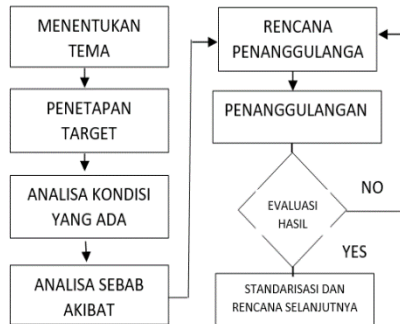 MENENTUKAN
TEMA
PENETAPAN
TARGET
ANALISA KONDISI
YANG ADA
ANALISA SEBAB
AKIBAT
RENCANA
PENANGGULANGA
PENANGGULANGAN
EVALUASI
HASIL
NO
YES
STANDARISASI DAN
RENCANA SELANJUTNYA